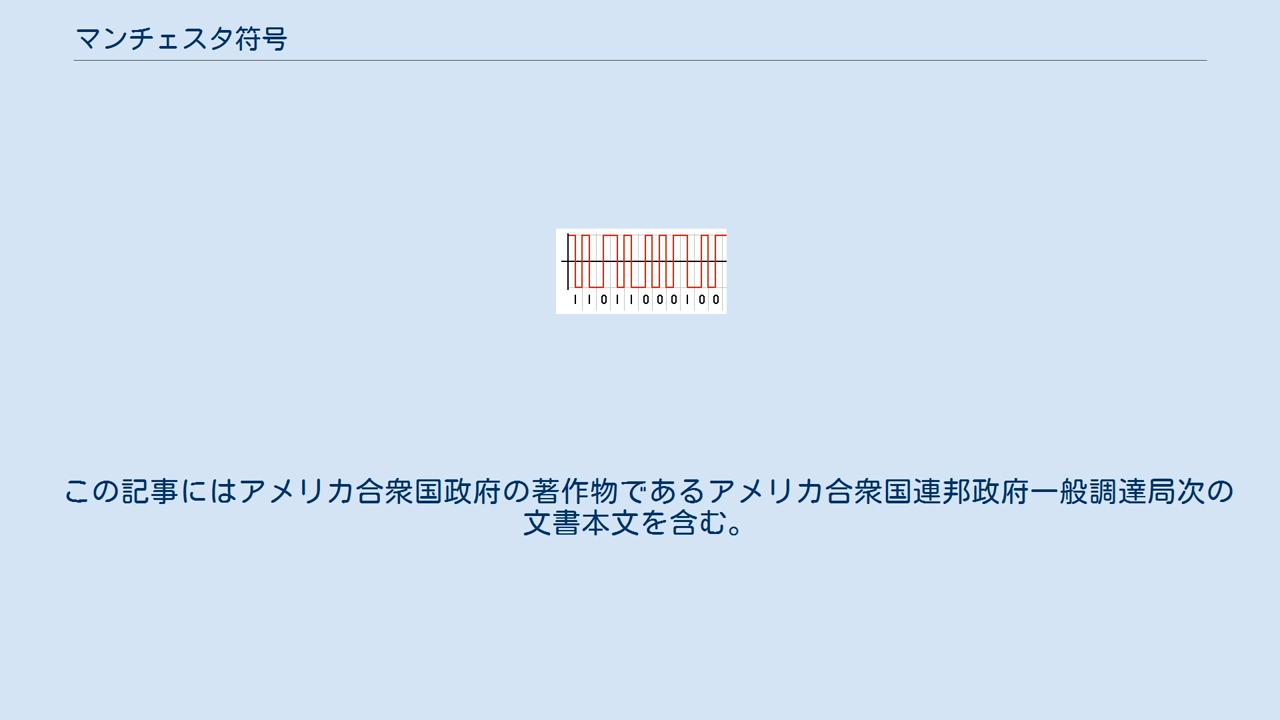 マンチェスタ符号
1 1 0 1 1 0 0 0 1 0 0
この記事にはアメリカ合衆国政府の著作物であるアメリカ合衆国連邦政府一般調達局次の
文書本文を含む。